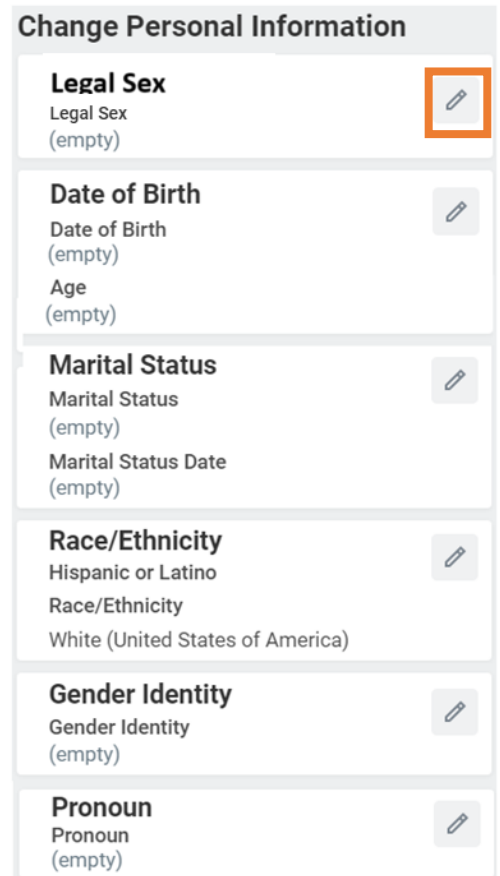 Change Personal Information
Legal Sex
Legal Sex
(empty)
Date of Birth
Date of Birth
(empty)
Age
(empty)
Marital Status
Marital Status
(empty)
Marital Status Date
(empty)
Race/Ethnicity
Hispanic or Latino
Race/Ethnicity
White (United States of America)
Gender Identity
Gender Identity
(empty)
Pronoun
Pronoun
(empty)